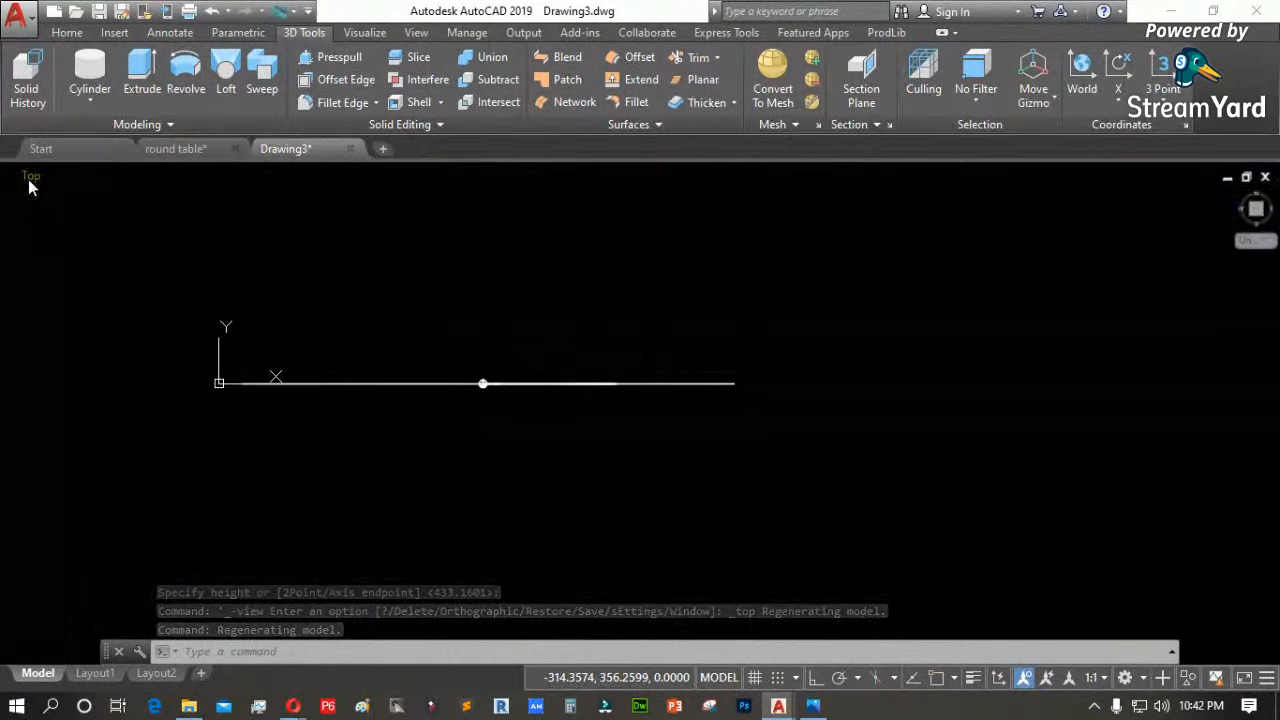 Autodesk AutoCAD 2019 Drawing3.dwg
Type a keyword or phrase
Sign In
Powered by
StreamYard
Home Insert Annotate Parametric 3D Tools Visualize View Manage Output Add-ins Collaborate Express Tools Featured Apps ProdLib
Solid
History
Cylinder
Extrude
Revolve
Loft
Sweep
Modeling
Presspull
Offset Edge
Fillet Edge
Slice
Interfere
Shell
Union
Subtract
Intersect
Solid Editing
Blend
Patch
Network
Offset
Extend
Fillet
Trim
Planar
Thicken
Surfaces
Convert
To Mesh
Mesh
Section
Plane
Section
Culling
No Filter
Move
Gizmo
Selection
World
X
3 Point
Coordinates
Start
round table*
Drawing3*
Top
Un...
Y
X
Specify height or [2Point/Axis endpoint] <433.1601>:
Command: '_-view Enter an option [?/Delete/Orthographic/Restore/Save/sEttings/Window]: _top Regenerating model.
Command: Regenerating model.
Type a command
Model Layout1 Layout2
-314.3574, 356.2599, 0.0000 MODEL
1:1
10:42 PM